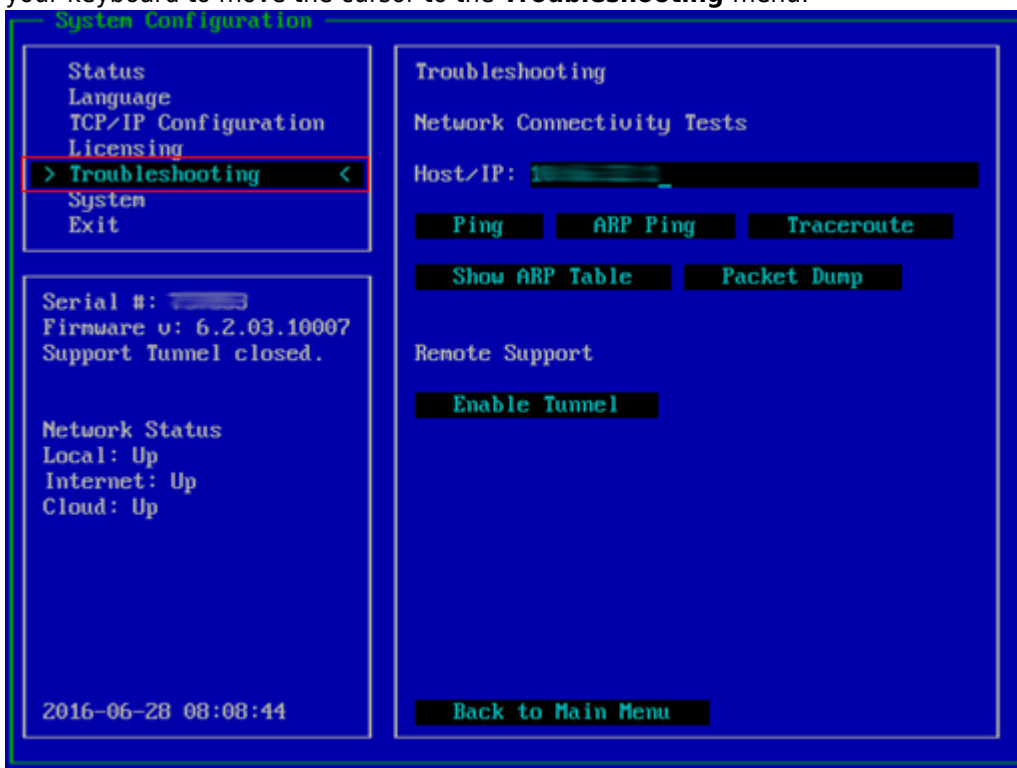 your keyboard to move the cursor to the Troubleshooting menu.
System Configuration
Status
Language
TCP/IP Configuration
Licensing
> Troubleshooting <
System
Exit
Serial #:
Firmware v: 6.2.03.10007
Support Tunnel closed.
Network Status
Local: Up
Internet: Up
Cloud: Up
2016-06-28 08:08:44
Troubleshooting
Network Connectivity Tests
Host/IP:
Ping ARP Ping Traceroute
Show ARP Table Packet Dump
Remote Support
Enable Tunnel
Back to Main Menu